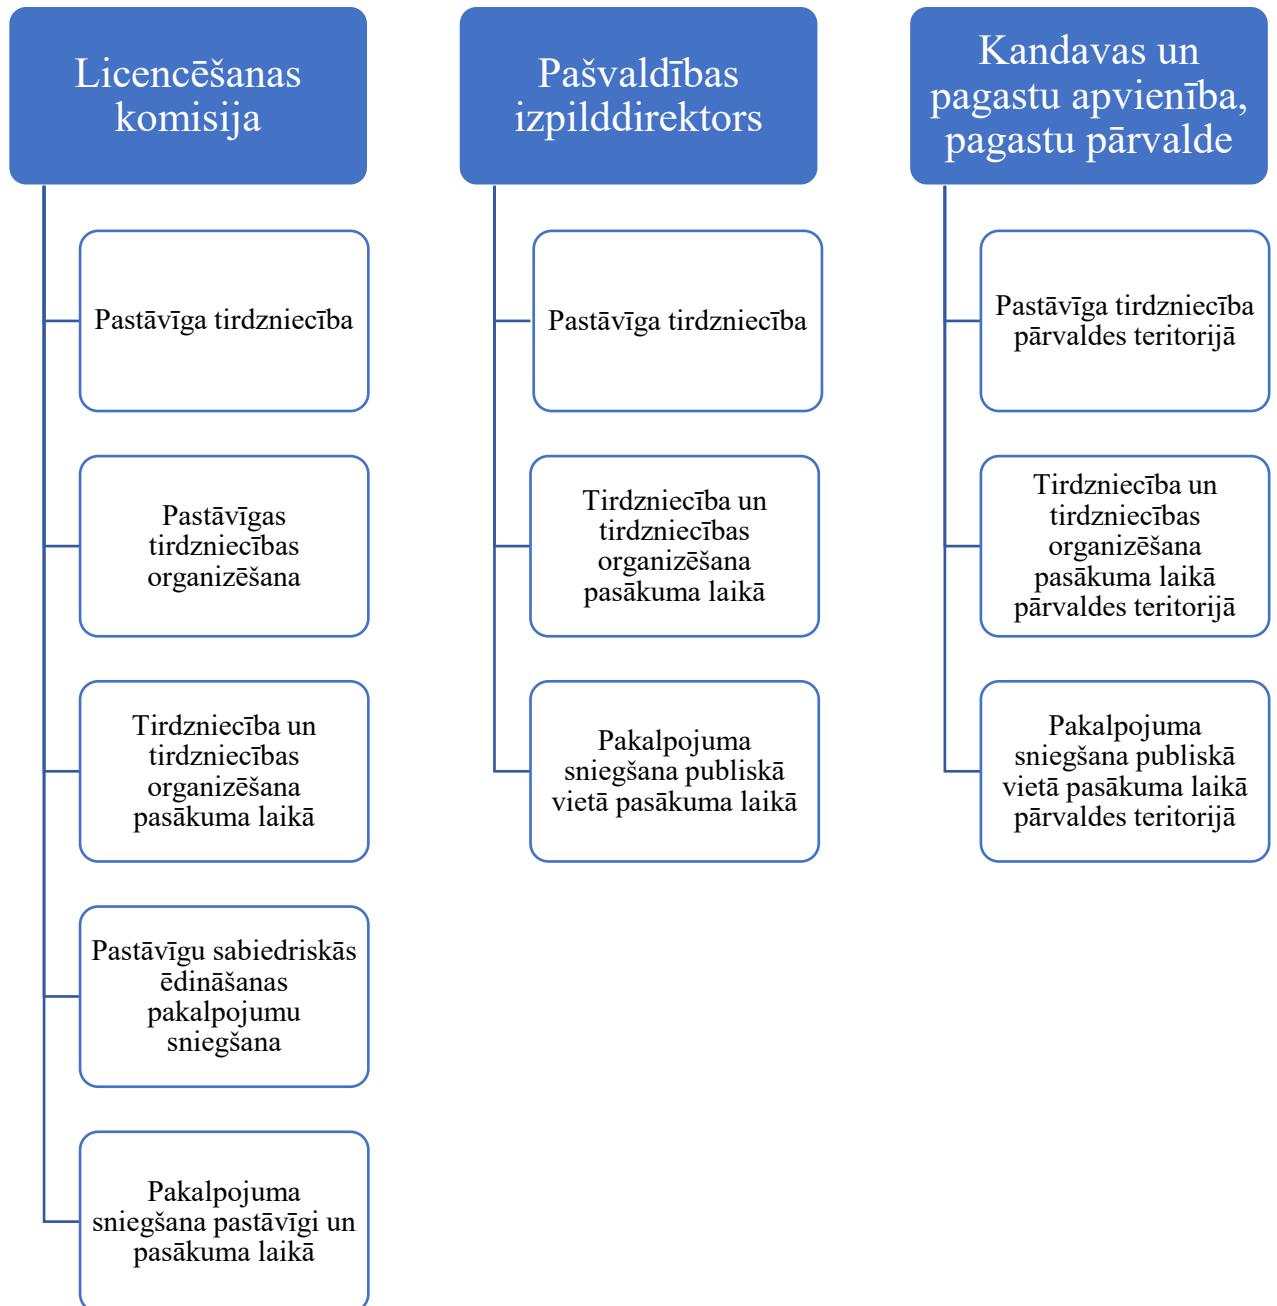 Licencēšanas
komisija
Pastāvīga tirdzniecība
Pastāvīgas
tirdzniecības
organizēšana
Tirdzniecība un
tirdzniecības
organizēšana
pasākuma laikā
Pastāvīgu sabiedriskās
ēdināšanas
pakalpojumu
sniegšana
Pakalpojuma
sniegšana pastāvīgi un
pasākuma laikā
Pašvaldības
izpilddirektors
Pastāvīga tirdzniecība
Tirdzniecība un
tirdzniecības
organizēšana
pasākuma laikā
Pakalpojuma
sniegšana publiskā
vietā pasākuma laikā
Kandavas un
pagastu apvienība,
pagastu pārvalde
Pastāvīga tirdzniecība
pārvaldes teritorijā
Tirdzniecība un
tirdzniecības
organizēšana
pasākuma laikā
pārvaldes teritorijā
Pakalpojuma
sniegšana publiskā
vietā pasākuma laikā
pārvaldes teritorijā